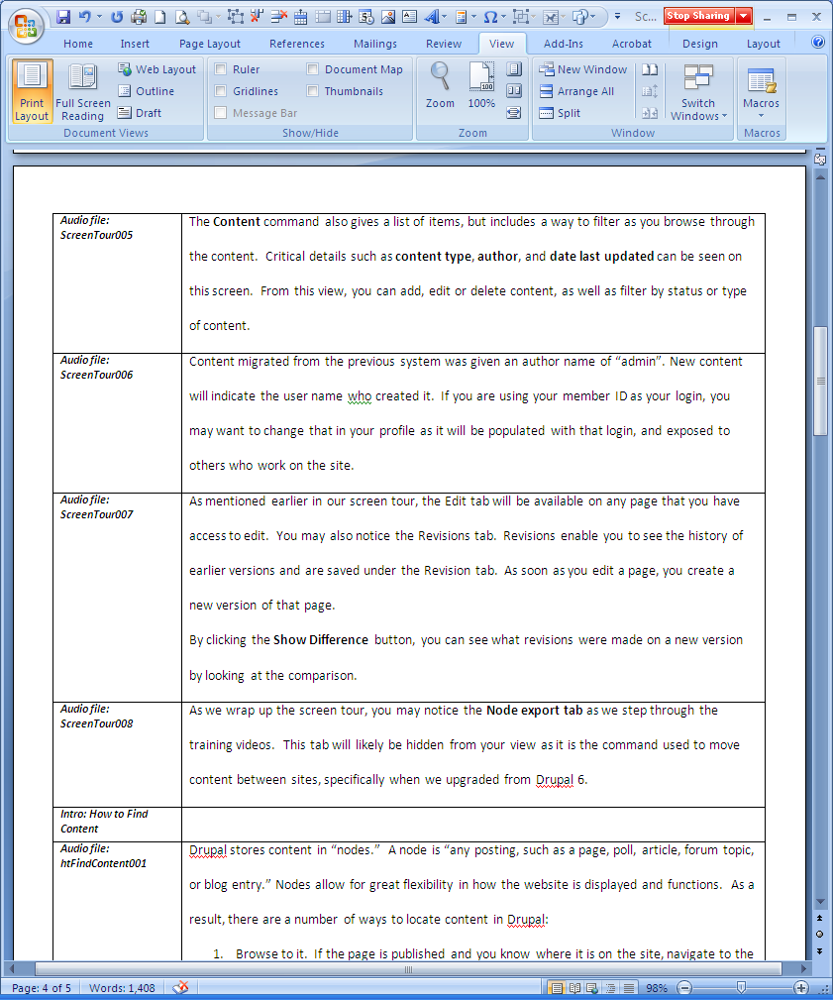 Sc...
Stop Sharing
Home Insert Page Layout References Mailings Review View Add-Ins Acrobat Design Layout
Print Layout
Full Screen Reading
Web Layout
Outline
Draft
Document Views
Ruler
Gridlines
Message Bar
Document Map
Thumbnails
Show/Hide
Zoom
100%
Zoom
New Window
Arrange All
Split
Switch Windows
Window
Macros
Macros
Audio file:
ScreenTour005
The Content command also gives a list of items, but includes a way to filter as you browse through
the content. Critical details such as content type, author, and date last updated can be seen on
this screen. From this view, you can add, edit or delete content, as well as filter by status or type
of content.
Audio file:
ScreenTour006
Content migrated from the previous system was given an author name of “admin”. New content
will indicate the user name who created it. If you are using your member ID as your login, you
may want to change that in your profile as it will be populated with that login, and exposed to
others who work on the site.
Audio file:
ScreenTour007
As mentioned earlier in our screen tour, the Edit tab will be available on any page that you have
access to edit. You may also notice the Revisions tab. Revisions enable you to see the history of
earlier versions and are saved under the Revision tab. As soon as you edit a page, you create a
new version of that page.
By clicking the Show Difference button, you can see what revisions were made on a new version
by looking at the comparison.
Audio file:
ScreenTour008
As we wrap up the screen tour, you may notice the Node export tab as we step through the
training videos. This tab will likely be hidden from your view as it is the command used to move
content between sites, specifically when we upgraded from Drupal 6.
Intro: How to Find
Content
Audio file:
htFindContent001
Drupal stores content in “nodes.” A node is “any posting, such as a page, poll, article, forum topic,
or blog entry.” Nodes allow for great flexibility in how the website is displayed and functions. As a
result, there are a number of ways to locate content in Drupal:
1. Browse to it. If the page is published and you know where it is on the site, navigate to the
Page: 4 of 5 Words: 1,408 98%